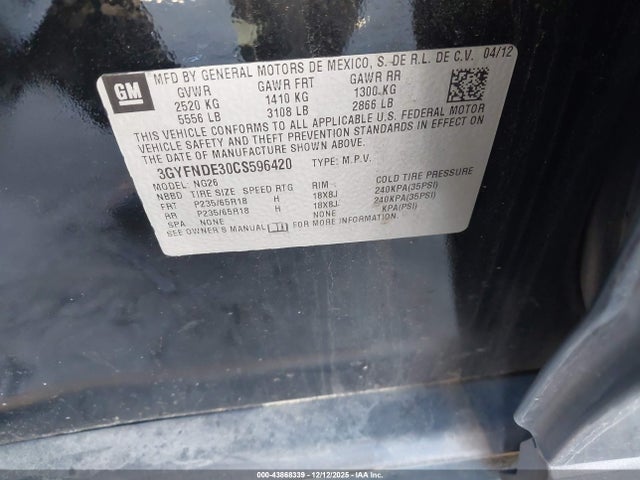 GM
MFD BY GENERAL MOTORS DE MEXICO, S. DE R.L. DE C.V. 04/12
GVWR GAWR FRT GAWR RR
2520 KG 1410 KG 1300 KG
5556 LB 3108 LB 2866 LB
THIS VEHICLE CONFORMS TO ALL APPLICABLE U.S. FEDERAL MOTOR
VEHICLE SAFETY AND THEFT PREVENTION STANDARDS IN EFFECT ON
THE DATE OF MANUFACTURE SHOWN ABOVE.
3GYFNDE30CS596420 TYPE: M.P.V.
MODEL: NG26
NBBD TIRE SIZE SPEED RTG RIM COLD TIRE PRESSURE
FRT P235/65R18 H 18X8J 240KPA(35PSI)
RR P235/65R18 H 18X8J 240KPA(35PSI)
SPA NONE NONE KPA(PSI)
SEE OWNER'S MANUAL FOR MORE INFORMATION.
000-43868339 - 12/12/2025 - IAAI.com